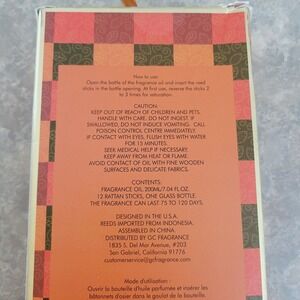 How to use:
Open the bottle of the fragrance oil and insert the reed
sticks in the bottle opening. At first use, reverse the sticks 2
to 3 times for saturation.
CAUTION:
KEEP OUT OF REACH OF CHILDREN AND PETS.
HANDLE WITH CARE. DO NOT INGEST. IF
SWALLOWED, DO NOT INDUCE VOMITING. CALL
POISON CONTROL CENTRE IMMEDIATELY.
IF CONTACT WITH EYES, FLUSH EYES WITH WATER
FOR 15 MINUTES.
SEEK MEDICAL HELP IF NECESSARY.
KEEP AWAY FROM HEAT OR FLAME.
AVOID CONTACT OF OIL WITH FINE WOODEN
SURFACES AND DELICATE FABRICS.
CONTENTS:
FRAGRANCE OIL, 200ML/7.04 FL.OZ.
12 RATTAN STICKS, ONE GLASS BOTTLE.
THE FRAGRANCE CAN LAST 75 TO 120 DAYS.
DESIGNED IN THE U.S.A.
REEDS IMPORTED FROM INDONESIA.
ASSEMBLED IN CHINA.
DISTRIBUTED BY GC FRAGRANCE
1835 S. Del Mar Avenue, #203
San Gabriel, California 91776
customerservice@gcfragrance.com
Mode d'utilisation :
Ouvrir la bouteille d'huile parfumée et insérer les
bâtonnets d'osier dans le goulot de la bouteille.